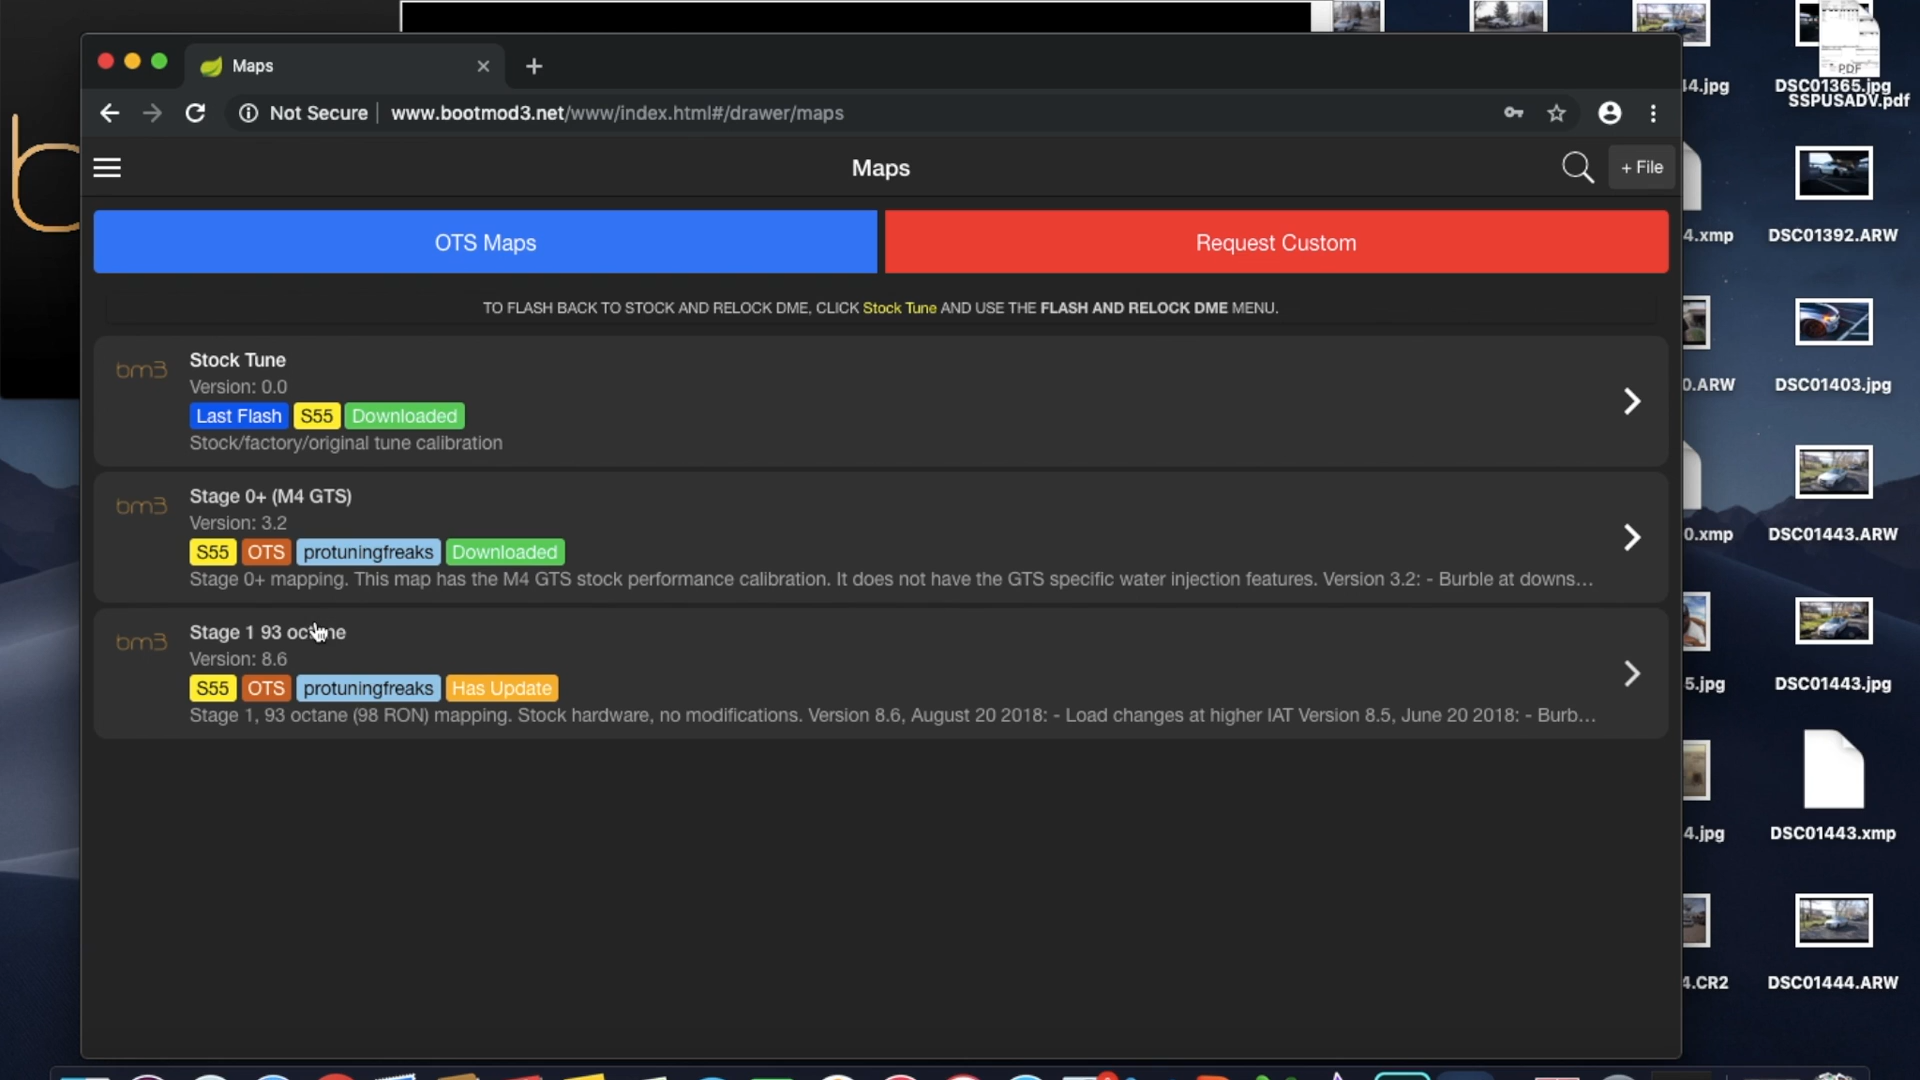 Maps
Not Secure
www.bootmod3.net/www/index.html#/drawer/maps
Maps
+ File
OTS Maps
Request Custom
TO FLASH BACK TO STOCK AND RELOCK DME, CLICK Stock Tune AND USE THE FLASH AND RELOCK DME MENU.
bm3
Stock Tune
Version: 0.0
Last Flash S55 Downloaded
Stock/factory/original tune calibration
bm3
Stage 0+ (M4 GTS)
Version: 3.2
S55 OTS protuningfreaks Downloaded
Stage 0+ mapping. This map has the M4 GTS stock performance calibration. It does not have the GTS specific water injection features. Version 3.2: - Burble at downs...
bm3
Stage 1 93 octane
Version: 8.6
S55 OTS protuningfreaks Has Update
Stage 1, 93 octane (98 RON) mapping. Stock hardware, no modifications. Version 8.6, August 20 2018: - Load changes at higher IAT Version 8.5, June 20 2018: - Burb...
PDF
4.jpg
DSC01365.jpg
SSPUSADV.pdf
4.xmp
DSC01392.ARW
0.ARW
DSC01403.jpg
0.xmp
DSC01443.ARW
5.jpg
DSC01443.jpg
4.jpg
DSC01443.xmp
4.CR2
DSC01444.ARW